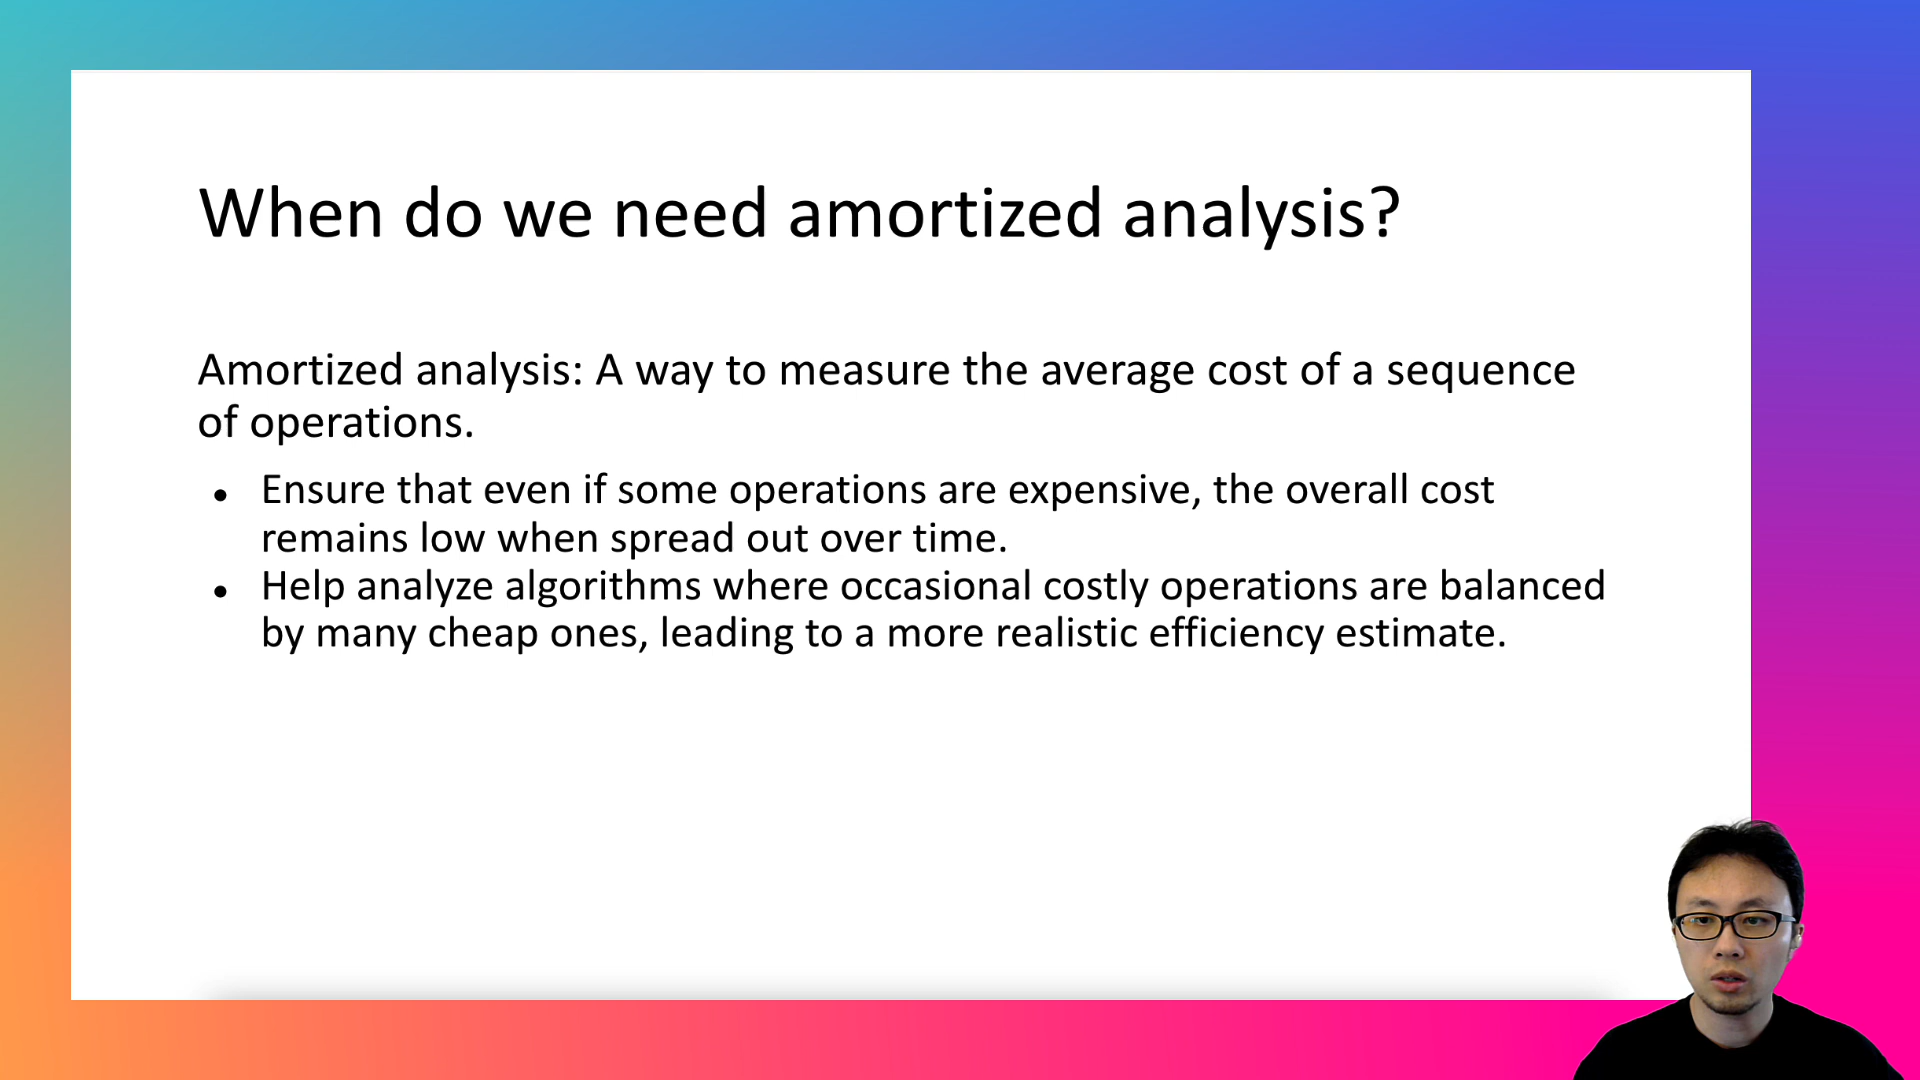 When do we need amortized analysis?
Amortized analysis: A way to measure the average cost of a sequence
of operations.
● Ensure that even if some operations are expensive, the overall cost
remains low when spread out over time.
● Help analyze algorithms where occasional costly operations are balanced
by many cheap ones, leading to a more realistic efficiency estimate.